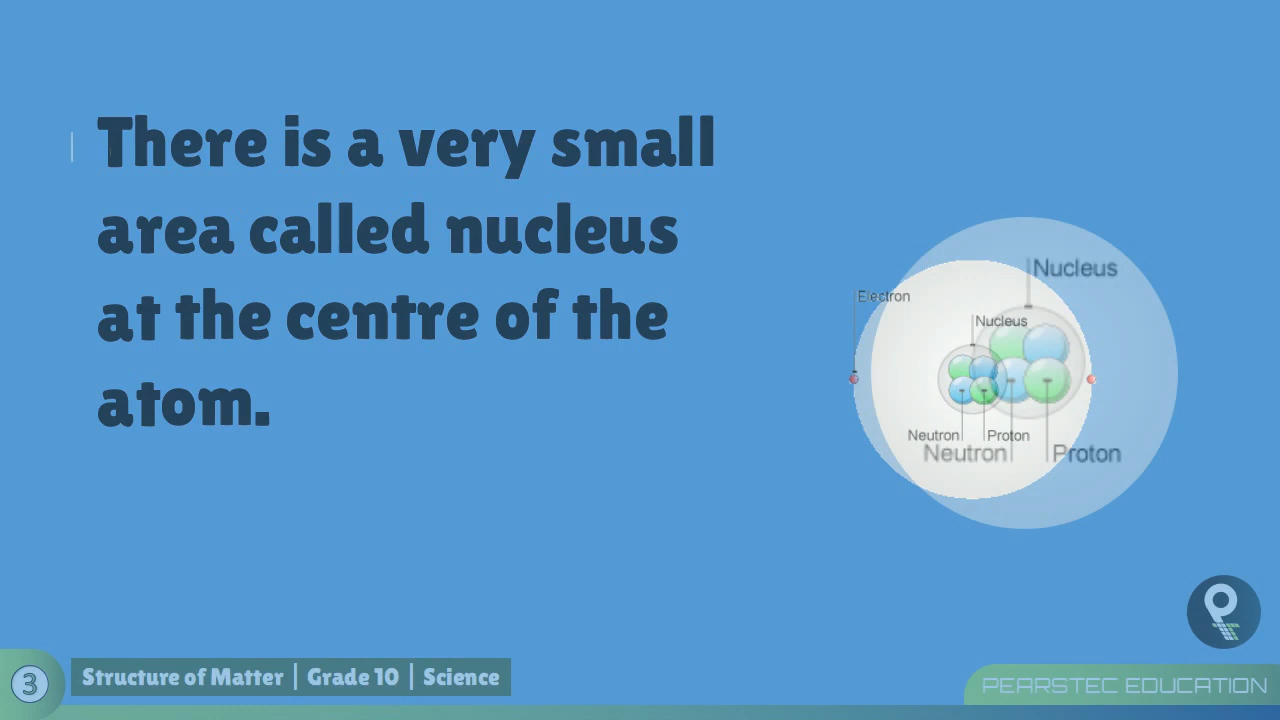 There is a very small
area called nucleus
at the centre of the
atom.
Nucleus
Electron
Nucleus
Neutron
Proton
Neutron
Proton
3
Structure of Matter | Grade 10 | Science
PEARSTEC EDUCATION